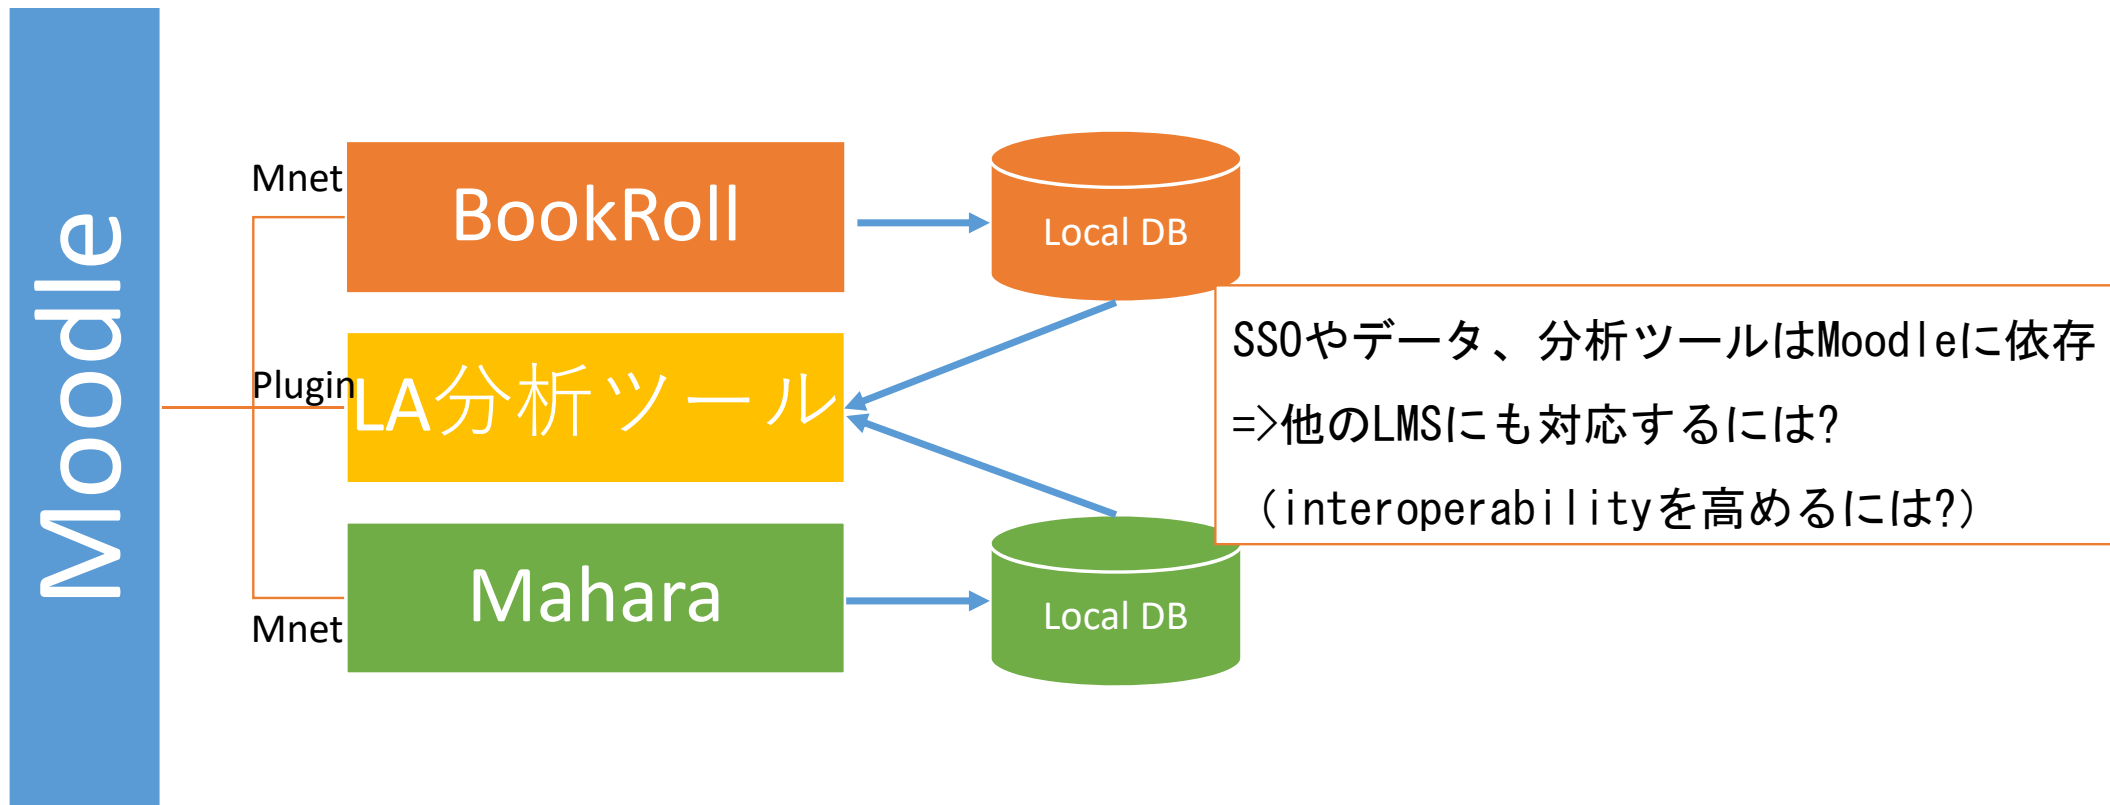 Moodle
Mnet
BookRoll
Local DB
Plugin
LA分析ツール
SSOやデータ、分析ツールはMoodleに依存
=>他のLMSにも対応するには?
（interoperabilityを高めるには?）
Mahara
Local DB
Mnet